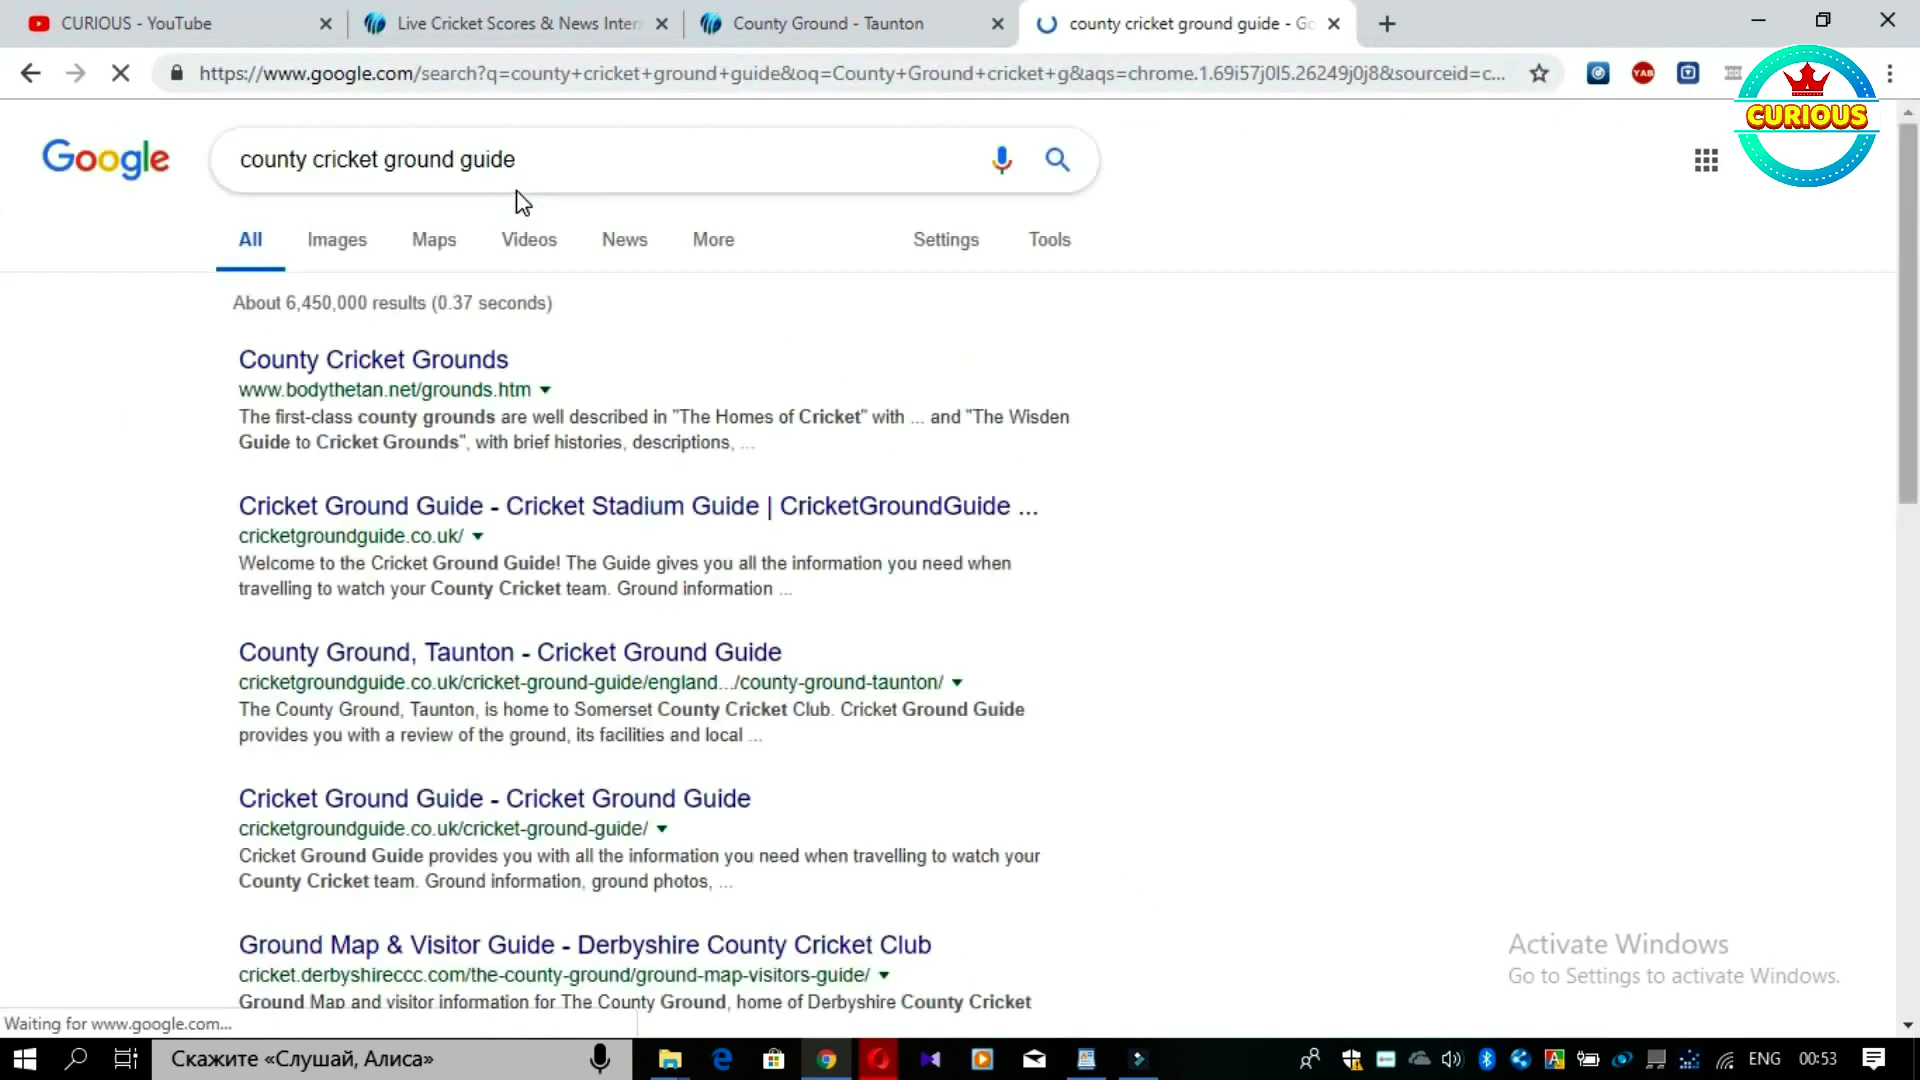 CURIOUS - YouTube
Live Cricket Scores & News Inter
County Ground - Taunton
county cricket ground guide - Go
https://www.google.com/search?q=county+cricket+ground+guide&oq=County+Ground+cricket+g&aqs=chrome.1.69i57j0l5.26249j0j8&sourceid=c...
YAB
CURIOUS
Google
county cricket ground guide
All Images Maps Videos News More Settings Tools
About 6,450,000 results (0.37 seconds)
County Cricket Grounds
www.bodythetan.net/grounds.htm
The first-class county grounds are well described in "The Homes of Cricket" with ... and "The Wisden
Guide to Cricket Grounds", with brief histories, descriptions, ...
Cricket Ground Guide - Cricket Stadium Guide | CricketGroundGuide ...
cricketgroundguide.co.uk/
Welcome to the Cricket Ground Guide! The Guide gives you all the information you need when
travelling to watch your County Cricket team. Ground information ...
County Ground, Taunton - Cricket Ground Guide
cricketgroundguide.co.uk/cricket-ground-guide/england.../county-ground-taunton/
The County Ground, Taunton, is home to Somerset County Cricket Club. Cricket Ground Guide
provides you with a review of the ground, its facilities and local ...
Cricket Ground Guide - Cricket Ground Guide
cricketgroundguide.co.uk/cricket-ground-guide/
Cricket Ground Guide provides you with all the information you need when travelling to watch your
County Cricket team. Ground information, ground photos, ...
Ground Map & Visitor Guide - Derbyshire County Cricket Club
cricket.derbyshireccc.com/the-county-ground/ground-map-visitors-guide/
Ground Map and visitor information for The County Ground, home of Derbyshire County Cricket
Activate Windows
Go to Settings to activate Windows.
Waiting for www.google.com...
Скажите «Слушай, Алиса»
ENG 00:53